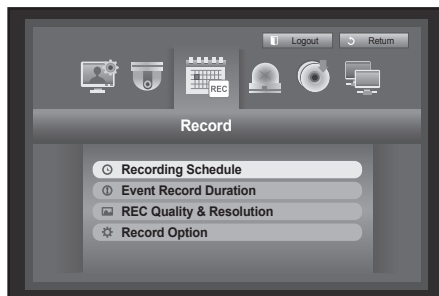 Logout Return
REC
Record
Recording Schedule
Event Record Duration
REC Quality & Resolution
Record Option